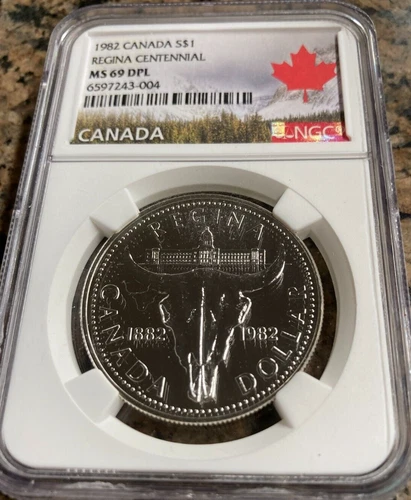 1982 CANADA S$1
REGINA CENTENNIAL
MS 69 DPL
6597243-004
CANADA
NGC
REGINA
1882 1982
CANADA DOLLAR